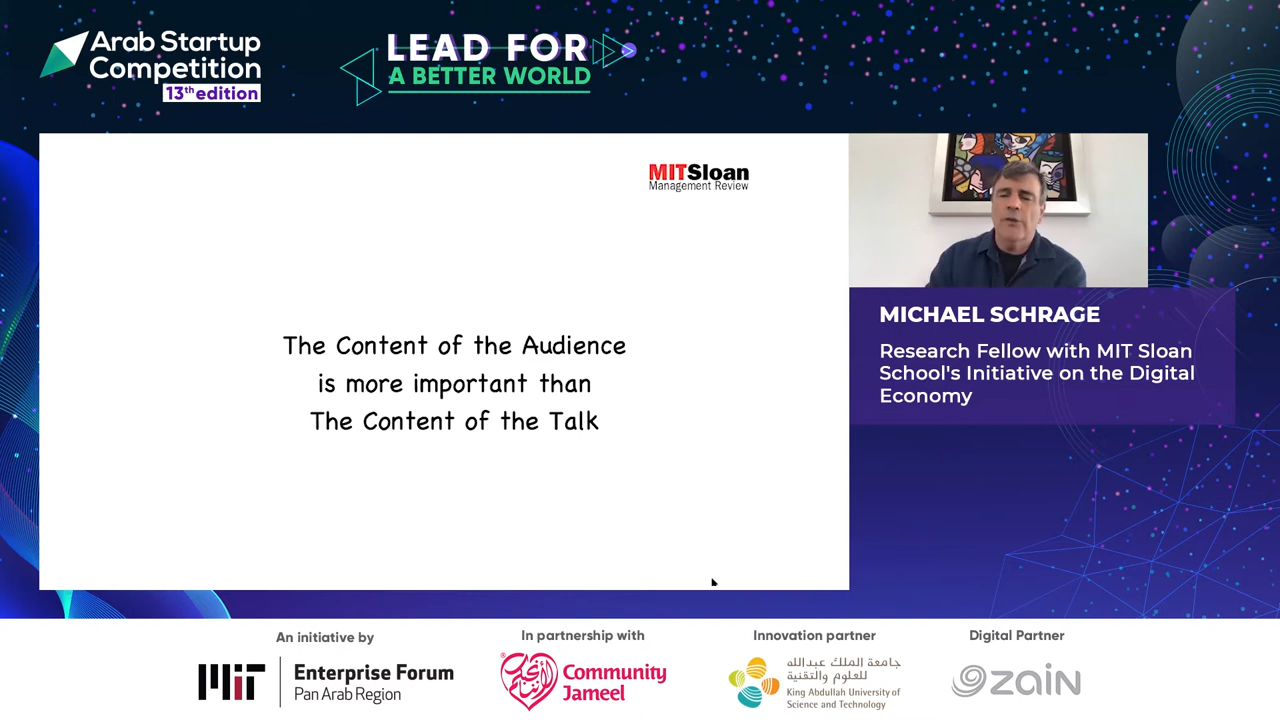 Arab Startup
Competition
13th edition
LEAD FOR
A BETTER WORLD
MITSloan
Management Review
The Content of the Audience
is more important than
The Content of the Talk
MICHAEL SCHRAGE
Research Fellow with MIT Sloan
School's Initiative on the Digital
Economy
An initiative by
MIT
Enterprise Forum
Pan Arab Region
In partnership with
Community
Jameel
Innovation partner
جامعة الملك عبدالله
للعلوم والتقنية
King Abdullah University of
Science and Technology
Digital Partner
zain